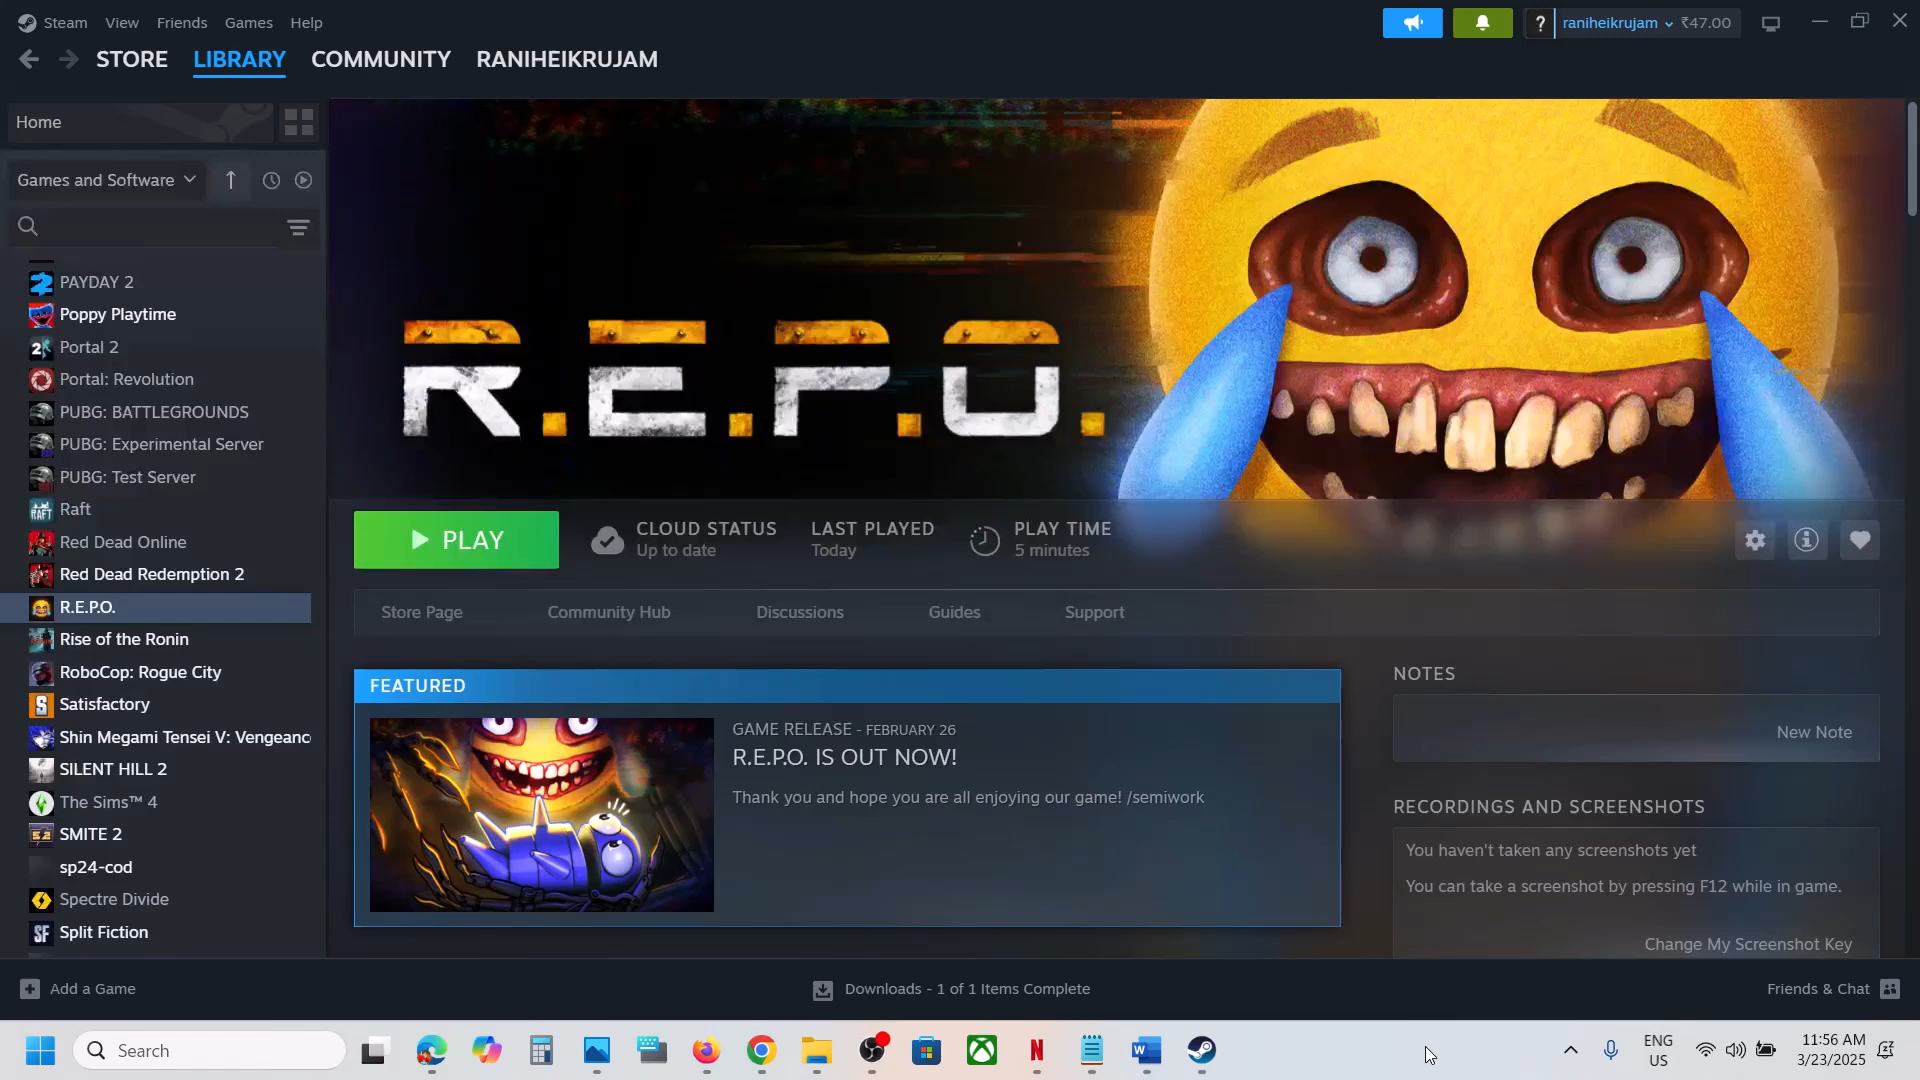 Steam View Friends Games Help
? raniheikrujam ₹47.00
STORE LIBRARY COMMUNITY RANIHEIKRUJAM
Home
Games and Software
PAYDAY 2
Poppy Playtime
Portal 2
Portal: Revolution
PUBG: BATTLEGROUNDS
PUBG: Experimental Server
PUBG: Test Server
Raft
Red Dead Online
Red Dead Redemption 2
R.E.P.O.
Rise of the Ronin
RoboCop: Rogue City
Satisfactory
Shin Megami Tensei V: Vengeanc
SILENT HILL 2
The Sims™ 4
SMITE 2
sp24-cod
Spectre Divide
Split Fiction
R.E.P.O.
PLAY
CLOUD STATUS
Up to date
LAST PLAYED
Today
PLAY TIME
5 minutes
Store Page Community Hub Discussions Guides Support
FEATURED
GAME RELEASE - FEBRUARY 26
R.E.P.O. IS OUT NOW!
Thank you and hope you are all enjoying our game! /semiwork
NOTES
New Note
RECORDINGS AND SCREENSHOTS
You haven't taken any screenshots yet
You can take a screenshot by pressing F12 while in game.
Change My Screenshot Key
Add a Game
Downloads - 1 of 1 Items Complete
Friends & Chat
Search
ENG
US
11:56 AM
3/23/2025